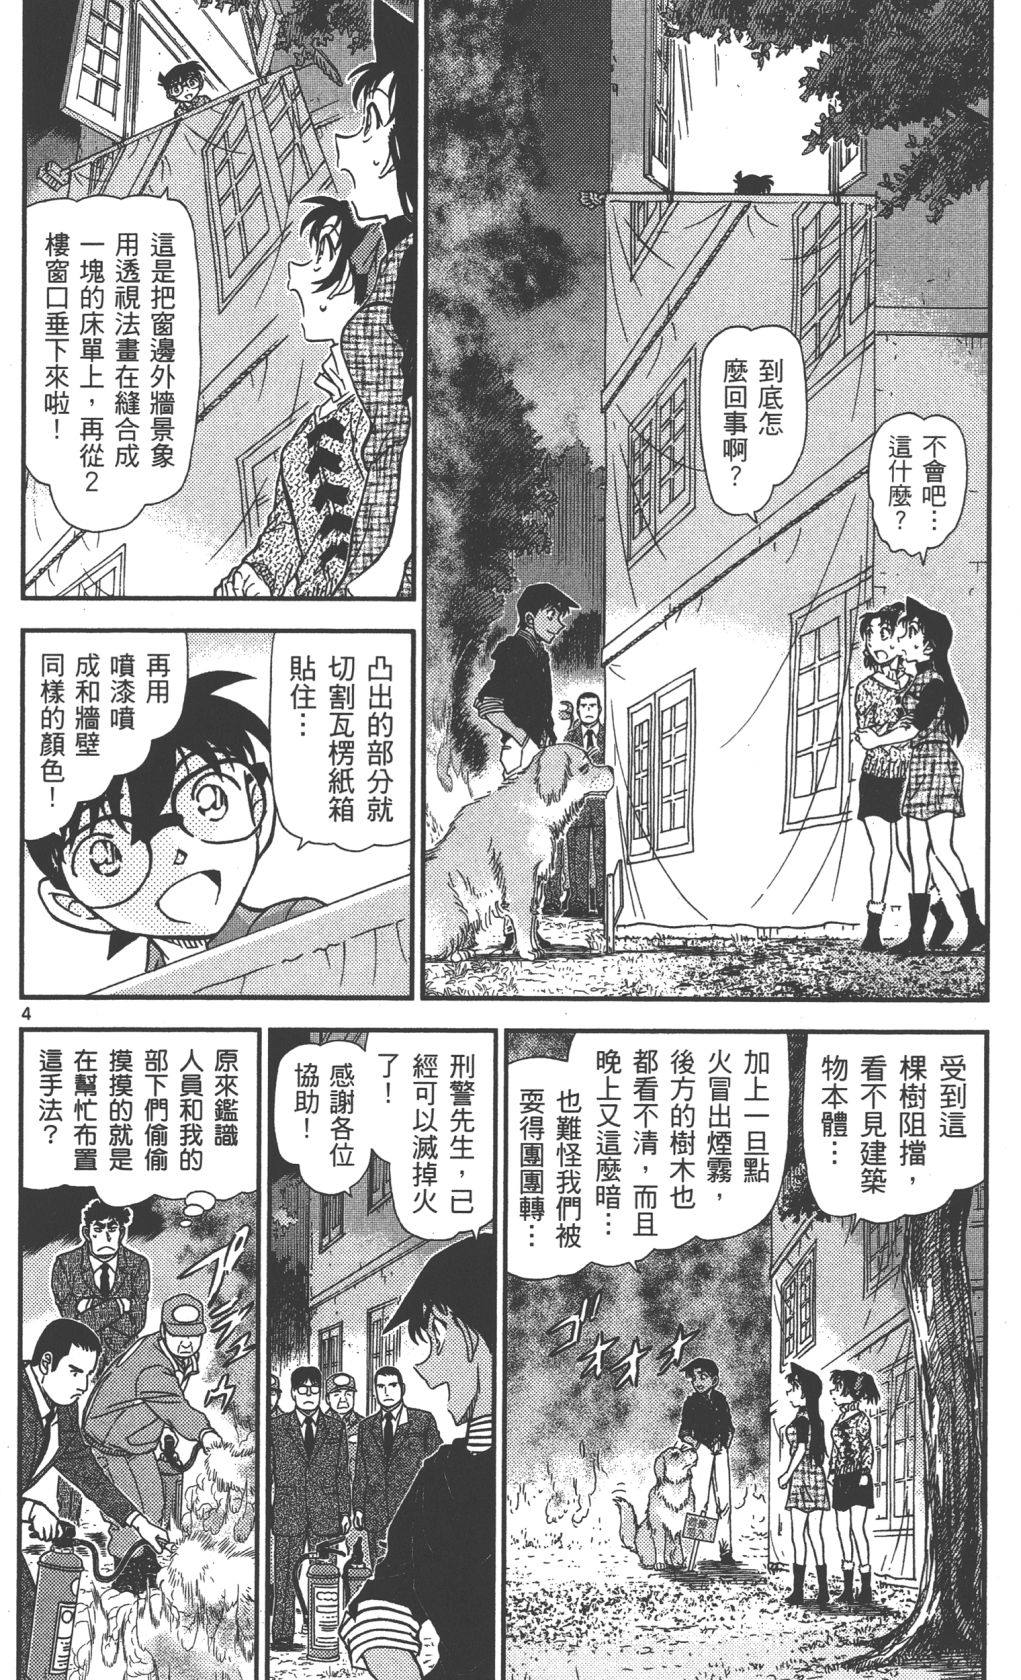 不會吧…
這什麼？
到底怎
麼回事啊？
這是把窗邊外牆景象
用透視法畫在縫合成
一塊的床單上，再從2
樓窗口垂下來啦！
凸出的部分就
切割瓦楞紙箱
貼住…
再用
噴漆噴
成和牆壁
同樣的顏色！
4
受到這
棵樹阻擋，
看不見建築
物本體…
加上一旦點
火冒出煙霧，
後方的樹木也
都看不清，而且
晚上又這麼暗…
也難怪我們被
耍得團團轉…
ゴオオオ
刑警先生，已
經可以滅掉火
了！
感謝各位
協助！
原來鑑識
人員和我的
部下們偷偷
摸摸的就是
在幫忙布置
這手法？